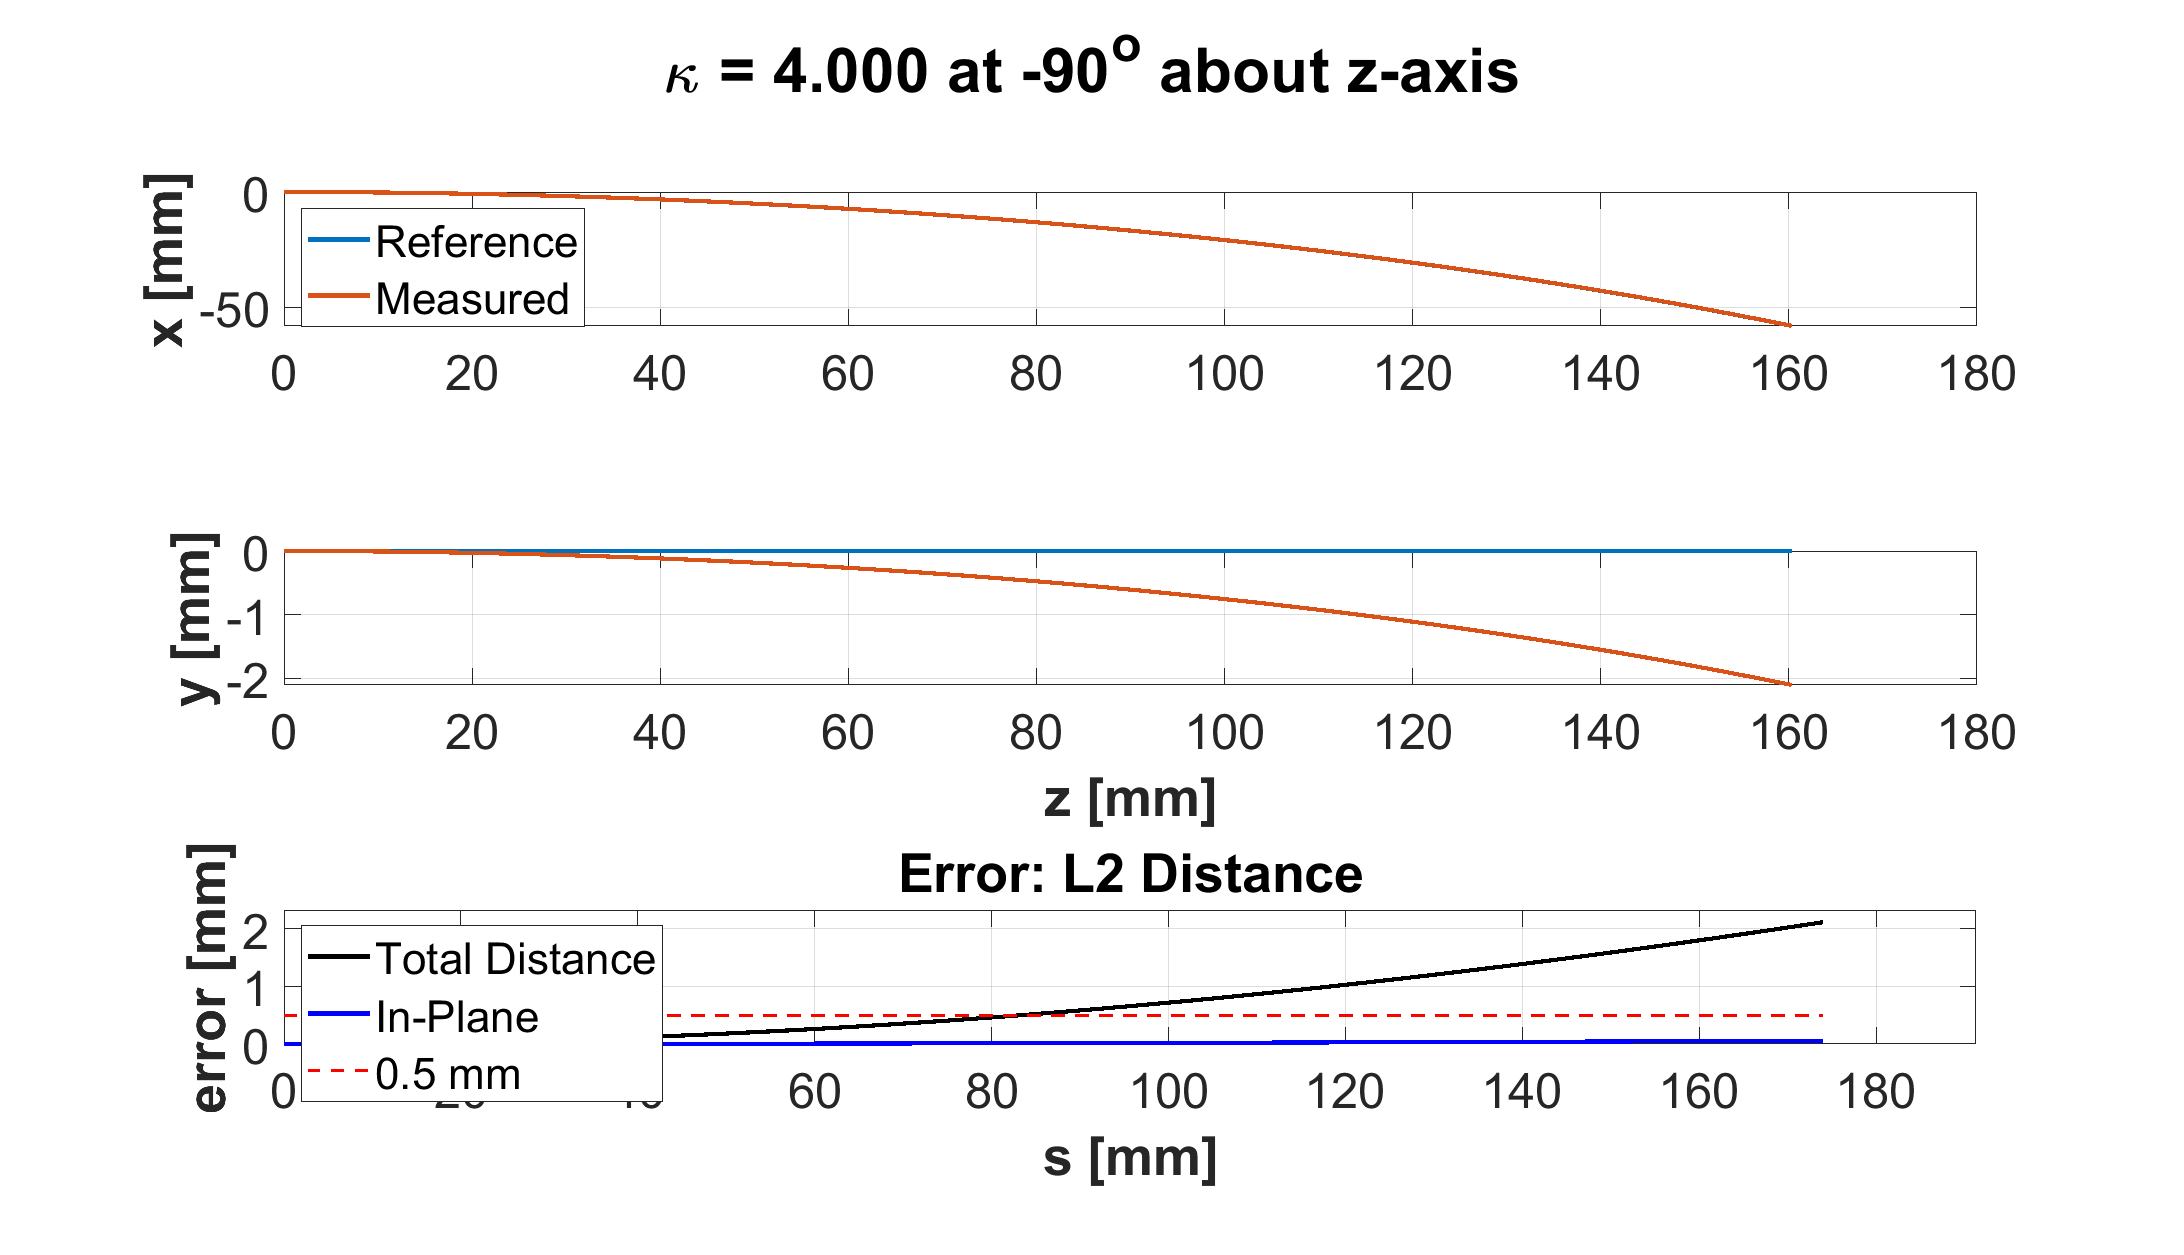 κ = 4.000 at -90° about z-axis
x [mm]
0
-50
Reference
Measured
0 20 40 60 80 100 120 140 160 180
y [mm]
0
-1
-2
0 20 40 60 80 100 120 140 160 180
z [mm]
Error: L2 Distance
error [mm]
2
1
0
Total Distance
In-Plane
0.5 mm
0 20 40 60 80 100 120 140 160 180
s [mm]